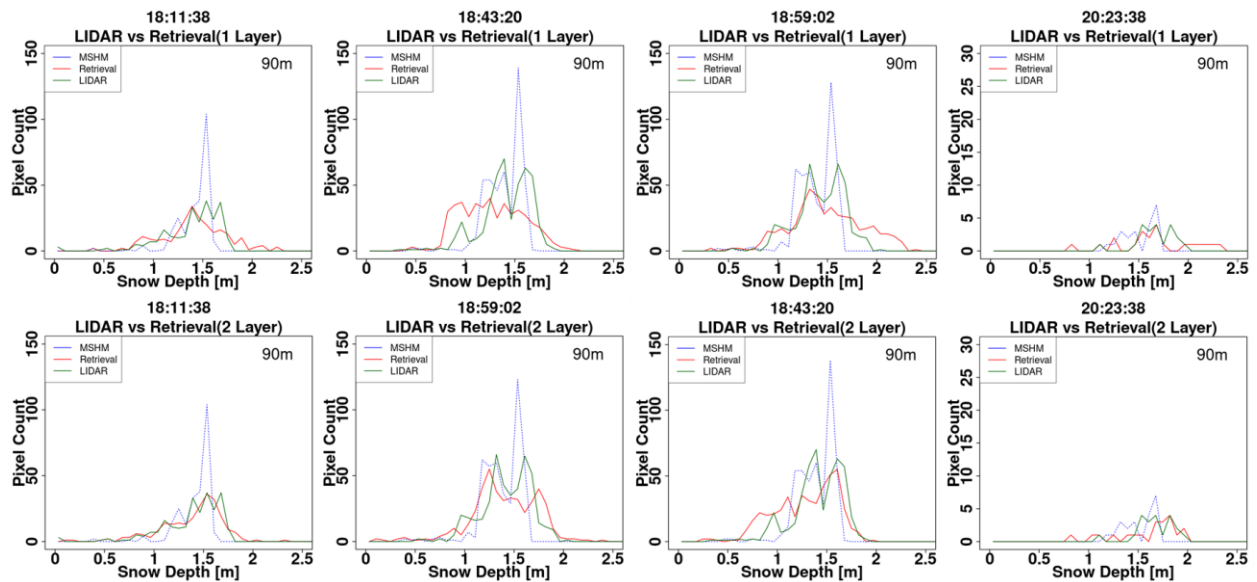 18:11:38
LIDAR vs Retrieval(1 Layer)
MSHM
Retrieval
LIDAR
90m
Pixel Count
0 50 100 150
0 0.5 1 1.5 2 2.5
Snow Depth [m]
18:43:20
LIDAR vs Retrieval(1 Layer)
MSHM
Retrieval
LIDAR
90m
Pixel Count
0 50 100 150
0 0.5 1 1.5 2 2.5
Snow Depth [m]
18:59:02
LIDAR vs Retrieval(1 Layer)
MSHM
Retrieval
LIDAR
90m
Pixel Count
0 50 100 150
0 0.5 1 1.5 2 2.5
Snow Depth [m]
20:23:38
LIDAR vs Retrieval(1 Layer)
MSHM
Retrieval
LIDAR
90m
Pixel Count
0 5 10 15 20 25 30
0 0.5 1 1.5 2 2.5
Snow Depth [m]
18:11:38
LIDAR vs Retrieval(2 Layer)
MSHM
Retrieval
LIDAR
90m
Pixel Count
0 50 100 150
0 0.5 1 1.5 2 2.5
Snow Depth [m]
18:59:02
LIDAR vs Retrieval(2 Layer)
MSHM
Retrieval
LIDAR
90m
Pixel Count
0 50 100 150
0 0.5 1 1.5 2 2.5
Snow Depth [m]
18:43:20
LIDAR vs Retrieval(2 Layer)
MSHM
Retrieval
LIDAR
90m
Pixel Count
0 50 100 150
0 0.5 1 1.5 2 2.5
Snow Depth [m]
20:23:38
LIDAR vs Retrieval(2 Layer)
MSHM
Retrieval
LIDAR
90m
Pixel Count
0 5 10 15 20 25 30
0 0.5 1 1.5 2 2.5
Snow Depth [m]